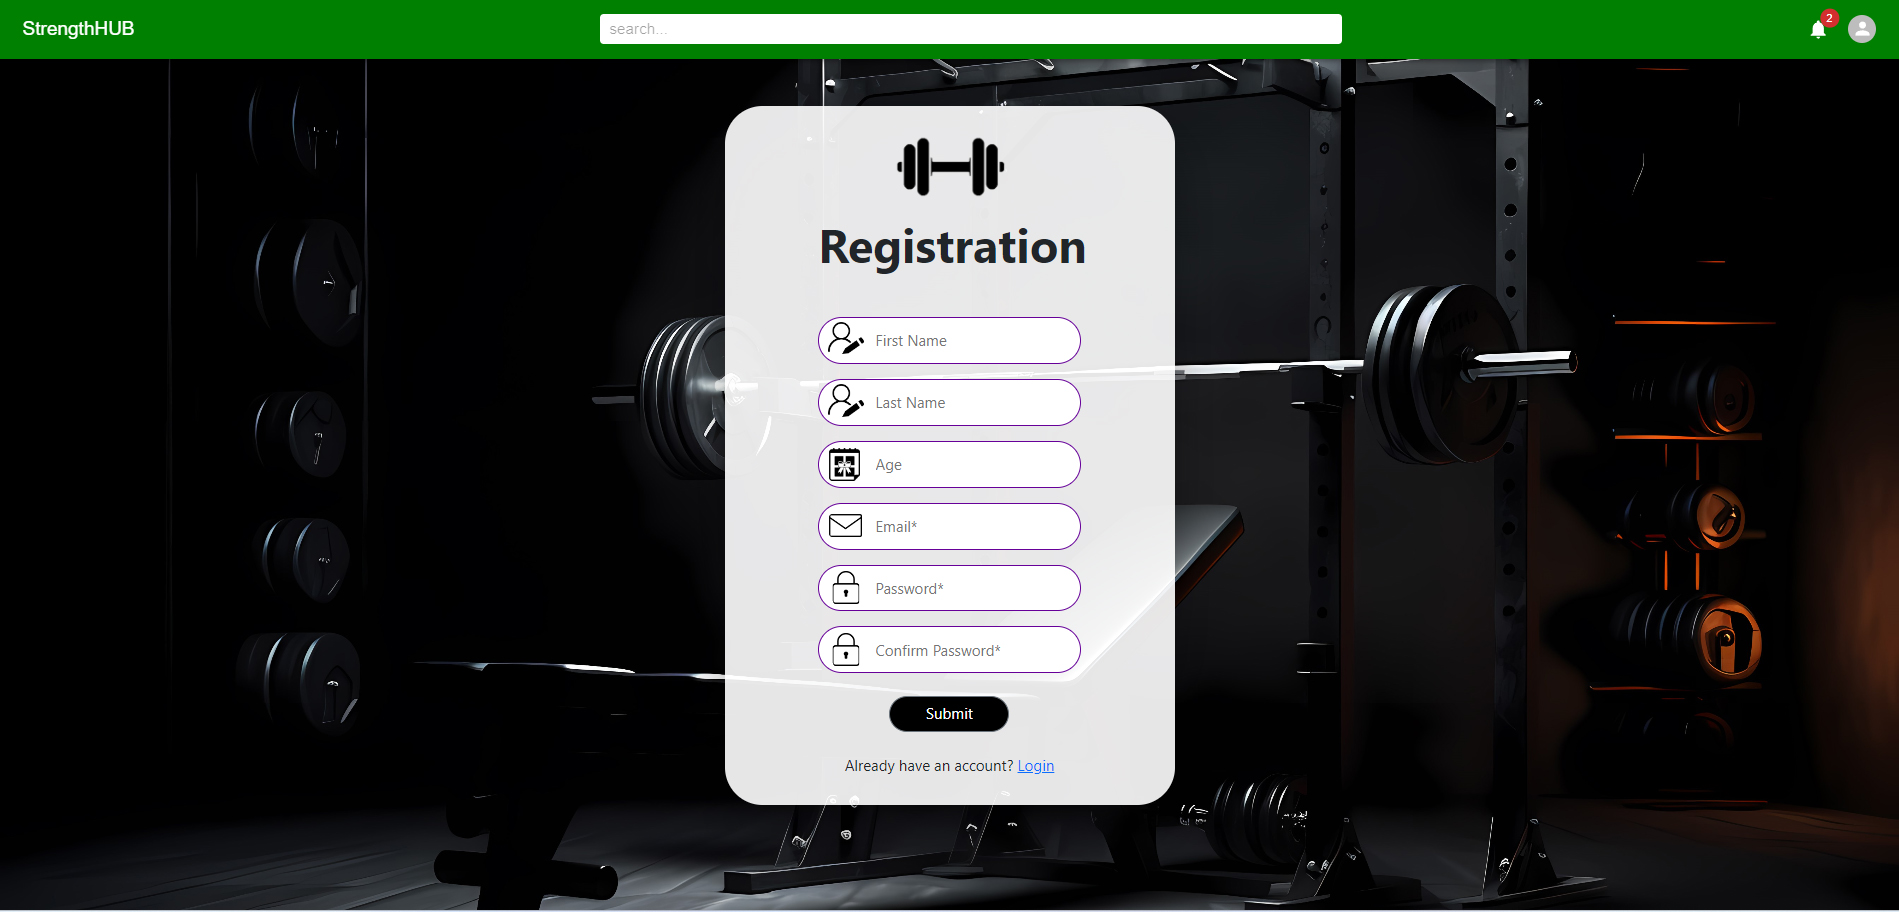 StrengthHUB
search...
2
Registration
First Name
Last Name
Age
Email*
Password*
Confirm Password*
Submit
Already have an account? Login